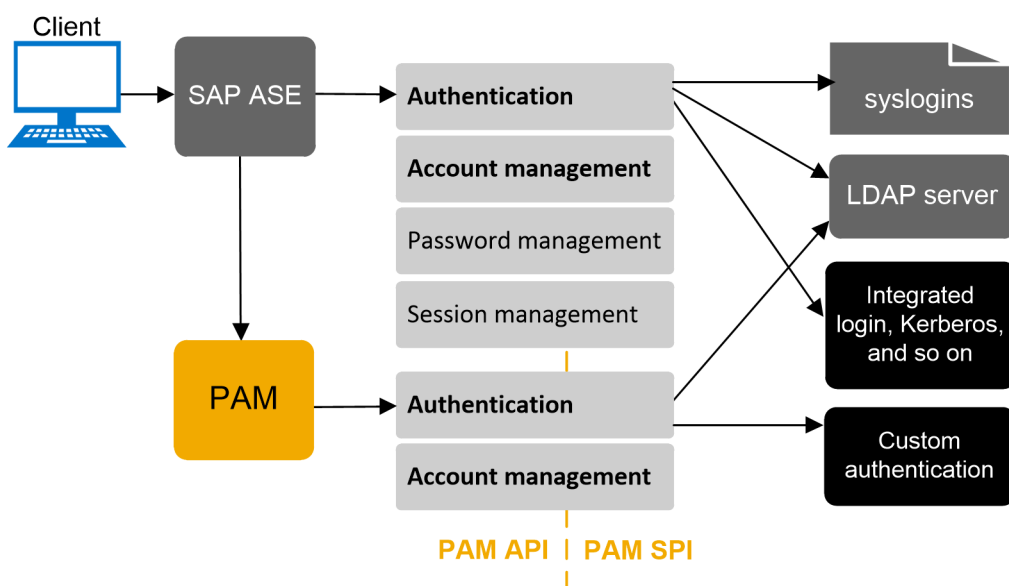 Client
SAP ASE
Authentication
Account management
Password management
Session management
syslogins
LDAP server
Integrated
login, Kerberos,
and so on
PAM
Authentication
Account management
Custom
authentication
PAM API
PAM SPI